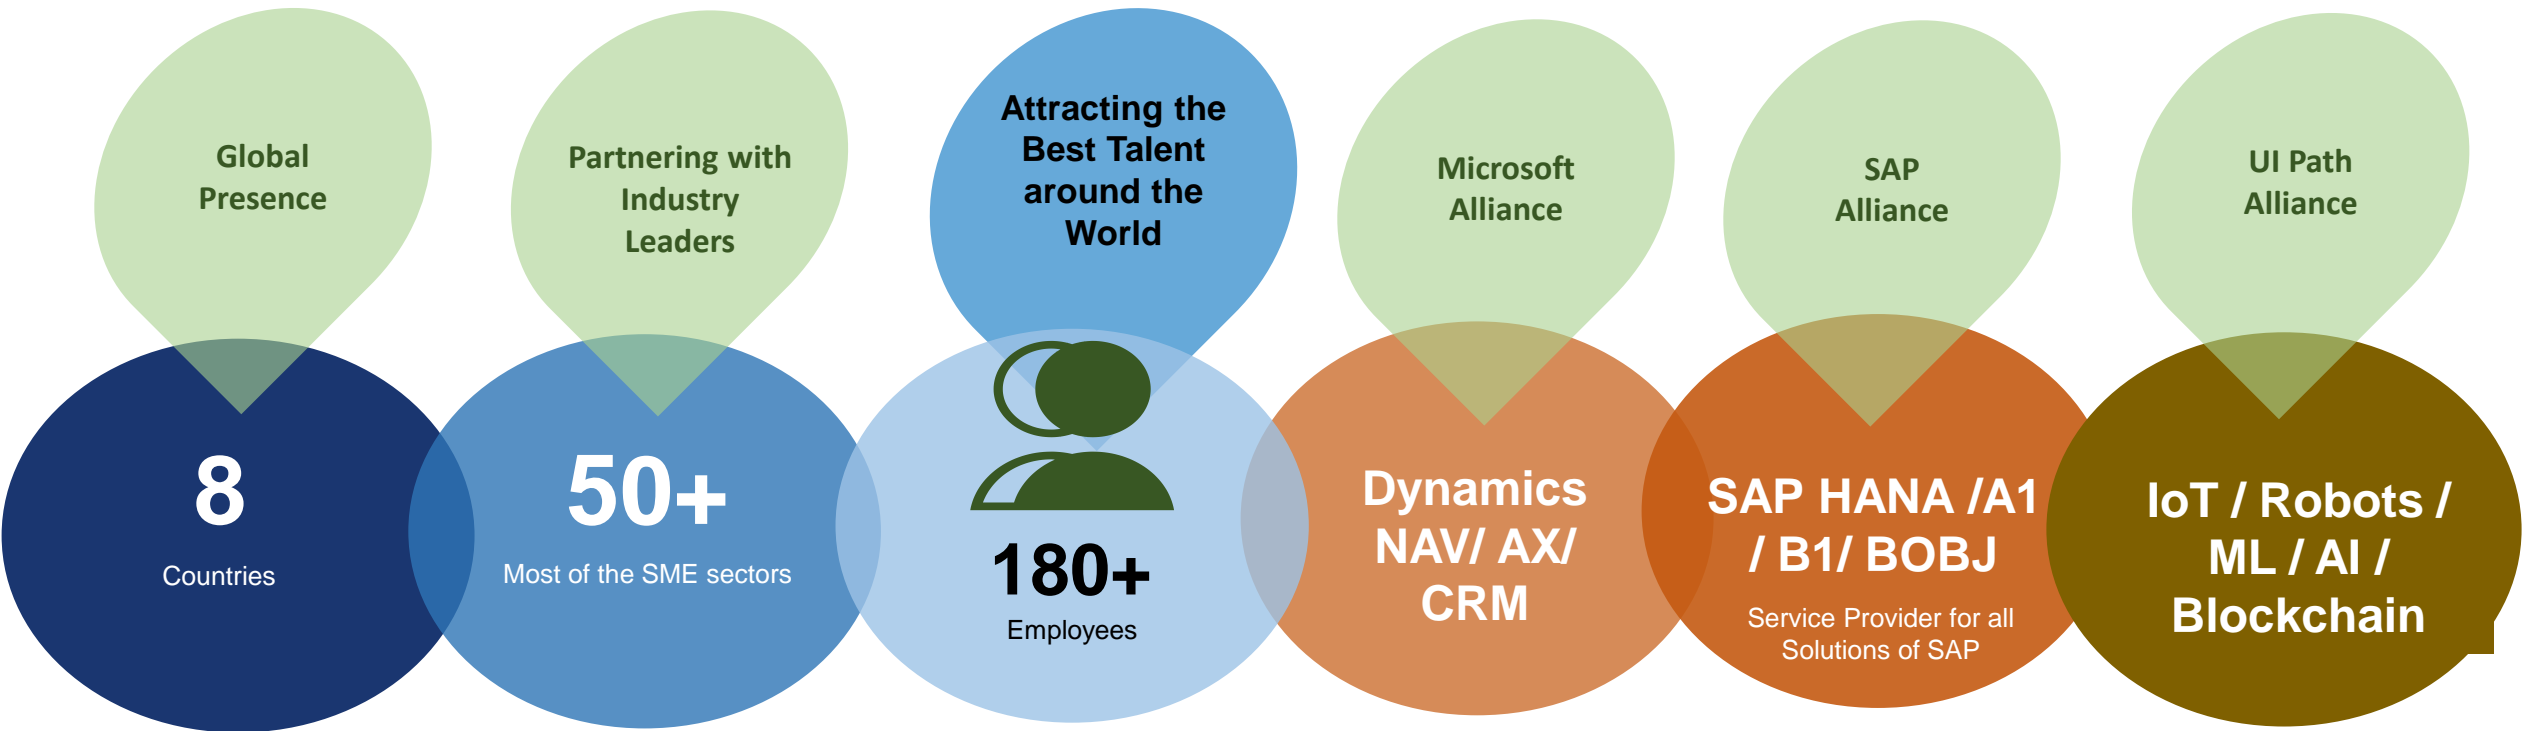 Global
Presence
8
Countries
Partnering with
Industry
Leaders
50+
Most of the SME sectors
Attracting the
Best Talent
around the
World
180+
Employees
Microsoft
Alliance
Dynamics
NAV/ AX/
CRM
SAP
Alliance
SAP HANA /A1
/ B1/ BOBJ
Service Provider for all
Solutions of SAP
UI Path
Alliance
IoT / Robots /
ML / AI /
Blockchain